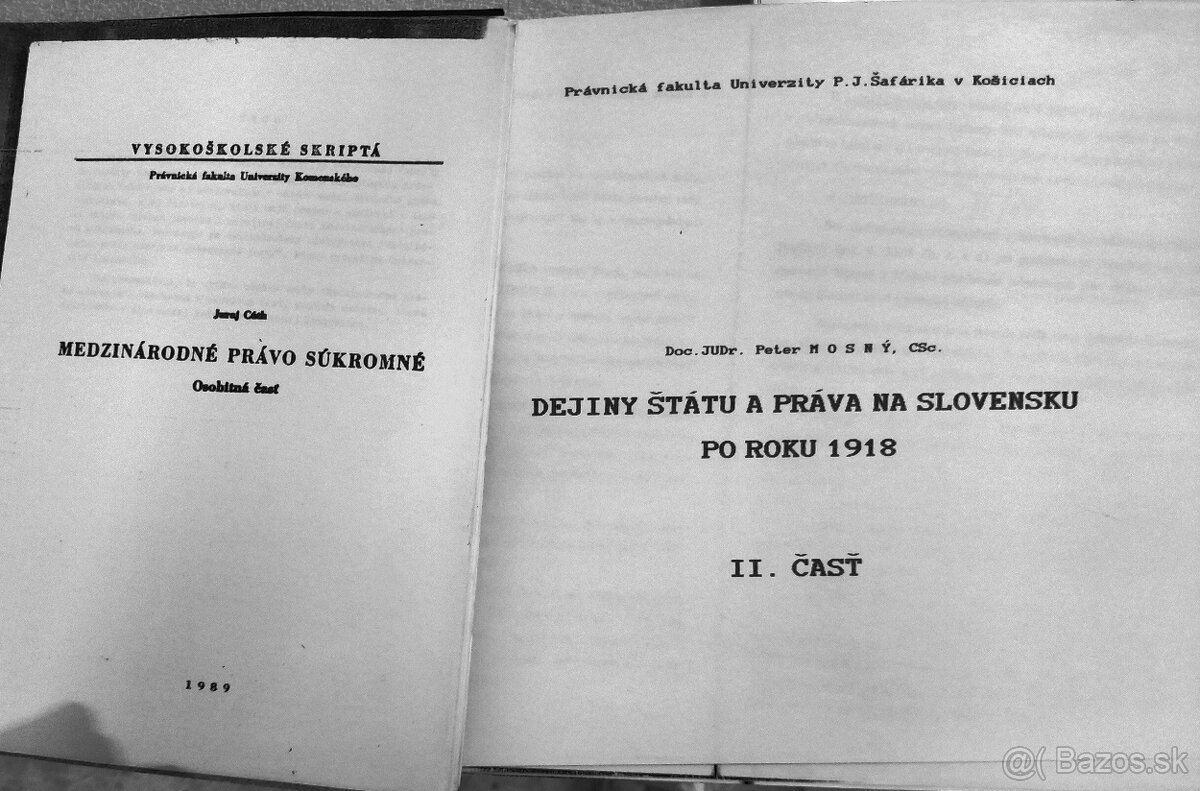 VYSOKOŠKOLSKÉ SKRIPTÁ
Právnická fakulta Univerzity Komenského
Juraj Cúth
MEDZINÁRODNÉ PRÁVO SÚKROMNÉ
Osobitná časť
1989
Právnická fakulta Univerzity P.J.Šafárika v Košiciach
Doc.JUDr. Peter M O S N Ý, CSc.
DEJINY ŠTÁTU A PRÁVA NA SLOVENSKU
PO ROKU 1918
II. ČASŤ
@( Bazos.sk